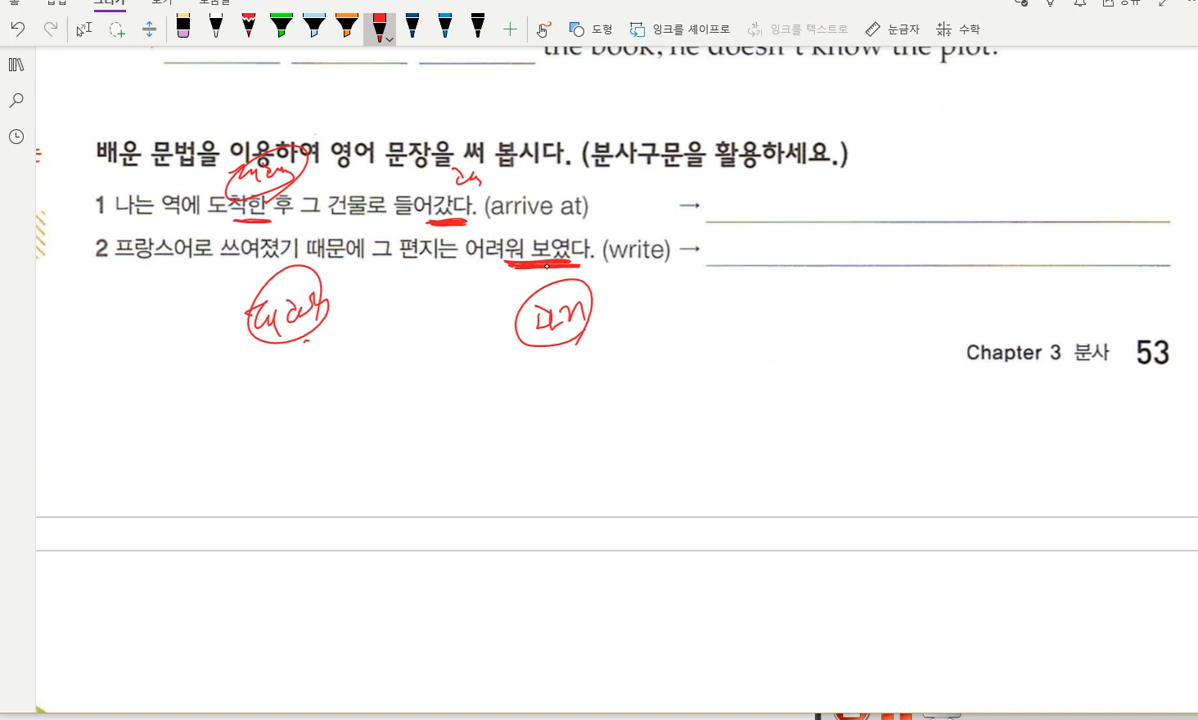 도형
잉크를 셰이프로
잉크를 텍스트로
눈금자
수학
the book, he doesn't know the plot.
배운 문법을 이용하여 영어 문장을 써 봅시다. (분사구문을 활용하세요.)
1 나는 역에 도착한 후 그 건물로 들어갔다. (arrive at) →
2 프랑스어로 쓰여졌기 때문에 그 편지는 어려워 보였다. (write) →
Chapter 3 분사 53